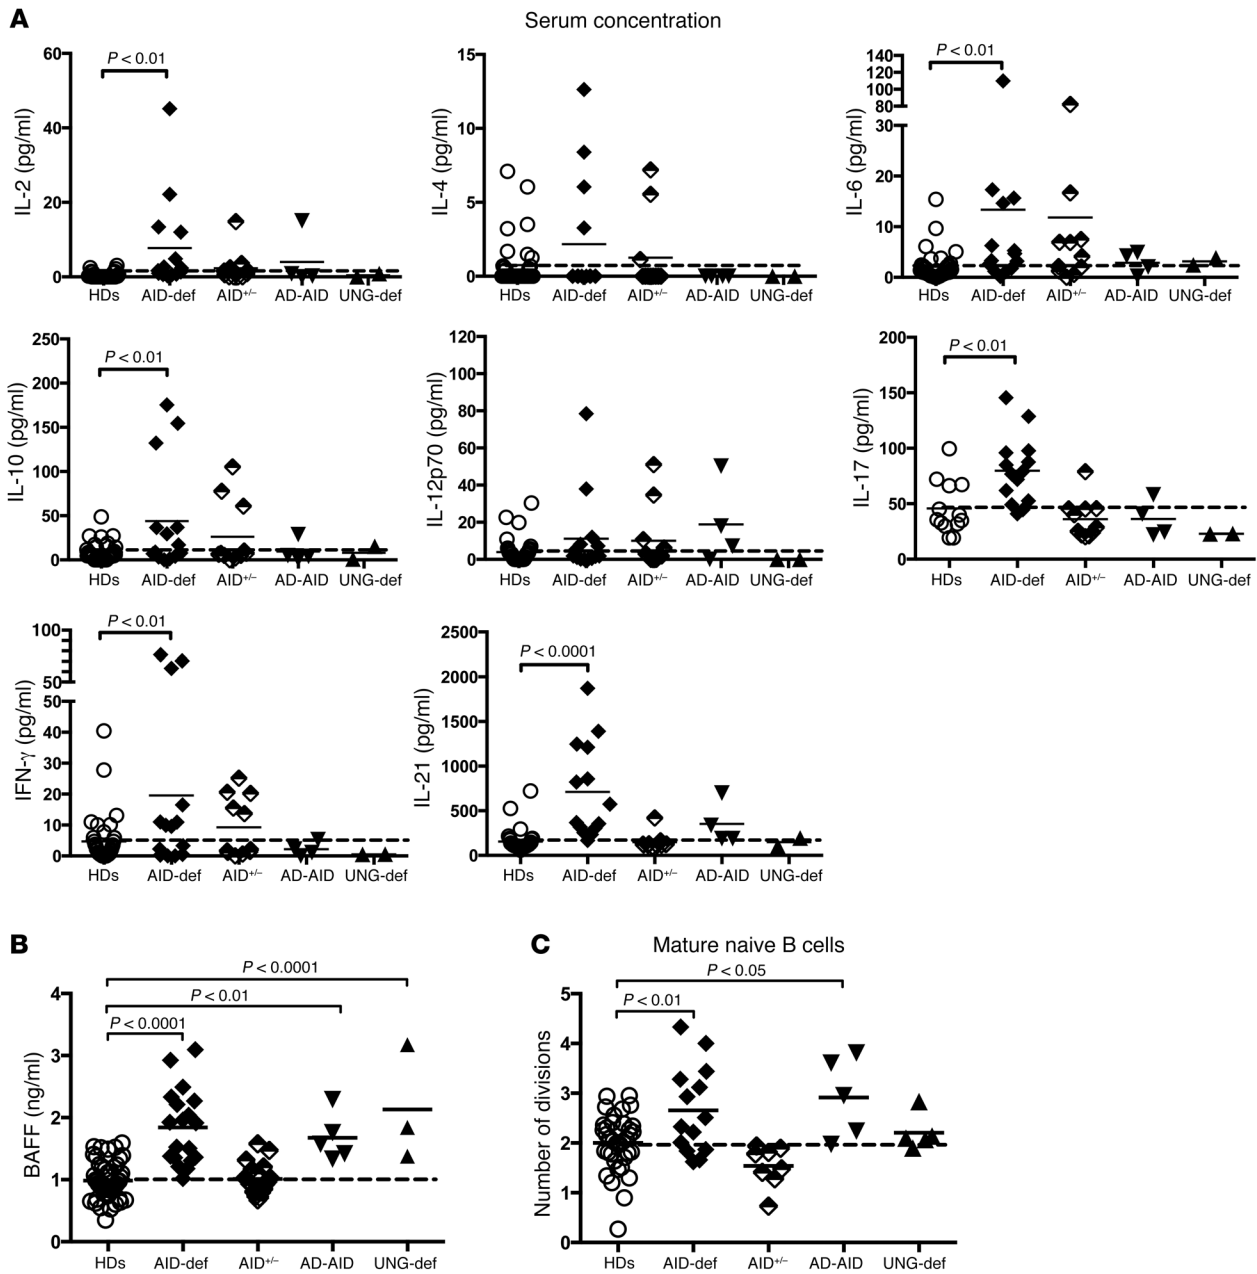 A
Serum concentration
IL-2 (pg/ml)
60
40
20
0
P < 0.01
HDs AID-def AID+/– AD-AID UNG-def
IL-4 (pg/ml)
15
10
5
0
HDs AID-def AID+/– AD-AID UNG-def
IL-6 (pg/ml)
140
120
100
80
30
20
10
0
P < 0.01
HDs AID-def AID+/– AD-AID UNG-def
IL-10 (pg/ml)
250
200
150
100
50
0
P < 0.01
HDs AID-def AID+/– AD-AID UNG-def
IL-12p70 (pg/ml)
120
100
80
60
40
20
0
HDs AID-def AID+/– AD-AID UNG-def
IL-17 (pg/ml)
200
150
100
50
0
P < 0.01
HDs AID-def AID+/– AD-AID UNG-def
IFN-γ (pg/ml)
100
50
50
40
30
20
10
0
P < 0.01
HDs AID-def AID+/– AD-AID UNG-def
IL-21 (pg/ml)
2500
2000
1500
1000
500
0
P < 0.0001
HDs AID-def AID+/– AD-AID UNG-def
B
BAFF (ng/ml)
4
3
2
1
0
P < 0.0001
P < 0.01
P < 0.0001
HDs AID-def AID+/– AD-AID UNG-def
C
Mature naive B cells
Number of divisions
5
4
3
2
1
0
P < 0.05
P < 0.01
HDs AID-def AID+/– AD-AID UNG-def